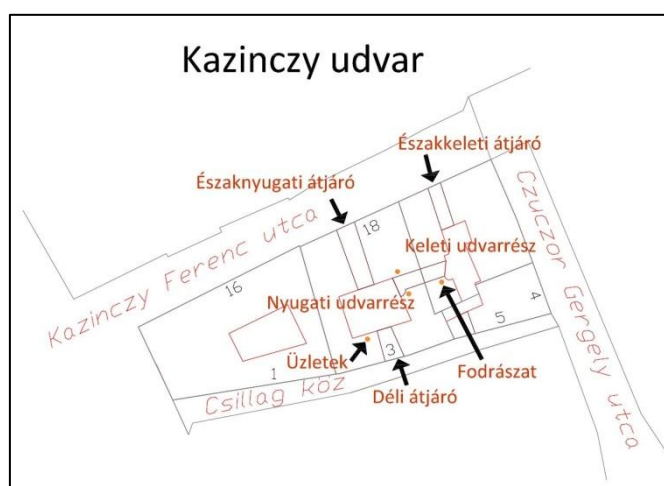 Kazinczy udvar
Északkeleti átjáró
Északnyugati átjáró
Kazinczy Ferenc utca
18
Keleti udvarrész
Czuczor Gergely utca
16
Nyugati udvarrész
4
5
Üzletek
3
1
Fodrászat
Csillag köz
Déli átjáró